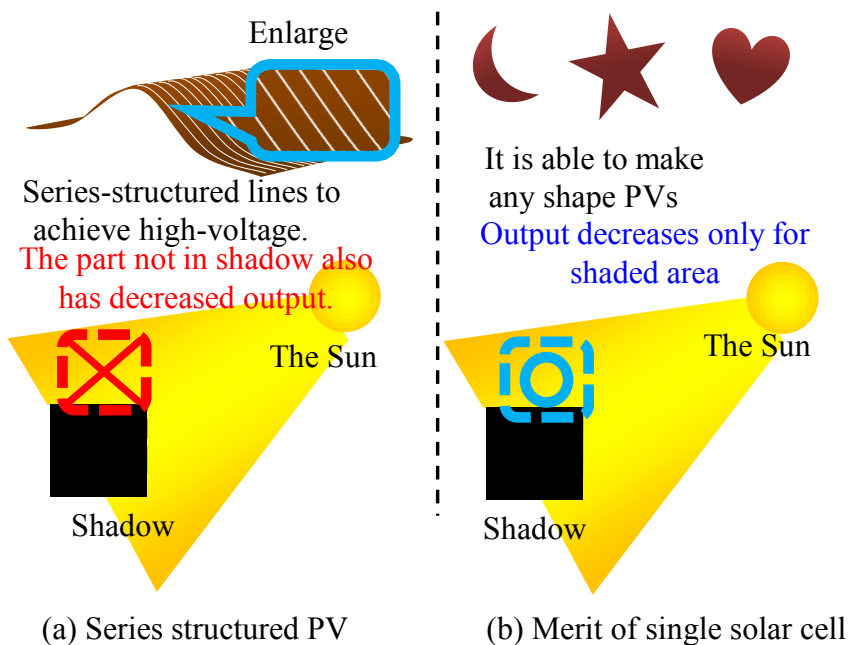 Enlarge
Series-structured lines to
achieve high-voltage.
The part not in shadow also
has decreased output.
The Sun
Shadow
(a) Series structured PV
It is able to make
any shape PVs
Output decreases only for
shaded area
The Sun
Shadow
(b) Merit of single solar cell